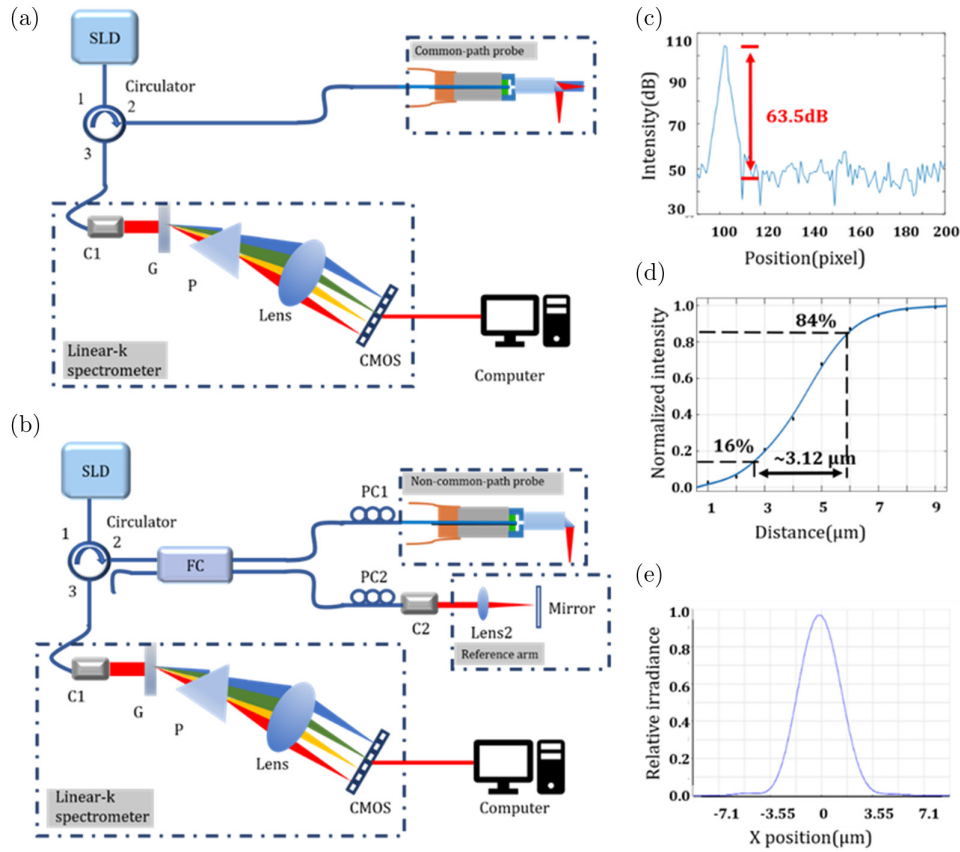 (a)
SLD
1
Circulator
2
3
Common-path probe
C1
G
P
Lens
CMOS
Linear-k
spectrometer
Computer
(b)
SLD
1
Circulator
2
3
FC
PC1
Non-common-path probe
PC2
C2
Lens2
Mirror
Reference arm
C1
G
P
Lens
CMOS
Linear-k
spectrometer
Computer
(c)
110
90
70
50
30
Intensity(dB)
63.5dB
100 120 140 160 180 200
Position(pixel)
(d)
1.0
0.8
0.6
0.4
0.2
0.0
Normalized intensity
84%
16%
~3.12 μm
1 3 5 7 9
Distance(μm)
(e)
1.0
0.8
0.6
0.4
0.2
0.0
Relative irradiance
-7.1 -3.55 0 3.55 7.1
X position(μm)